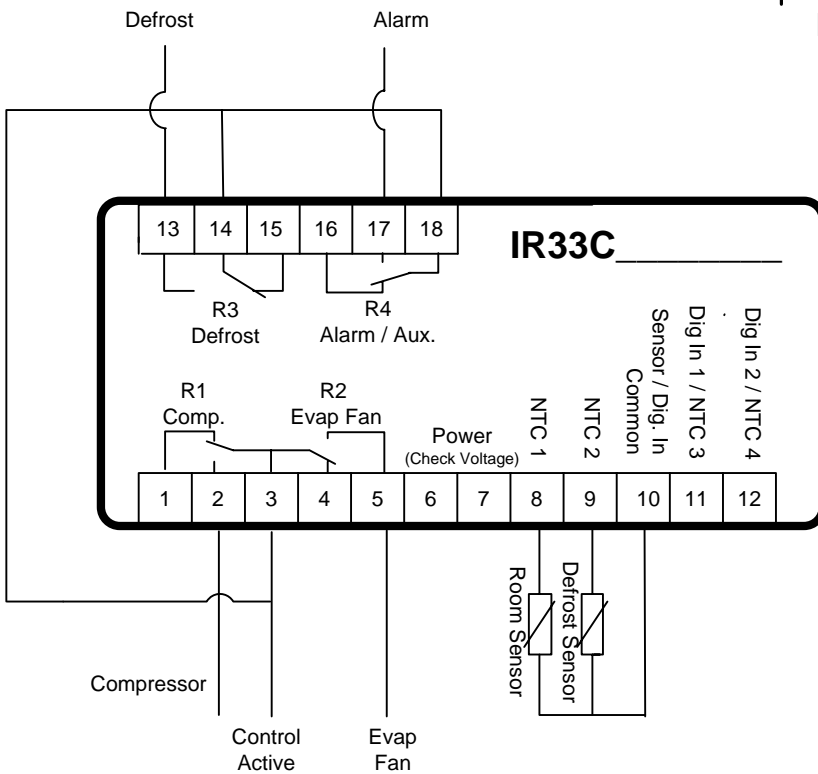 Defrost
Alarm
13 14 15 16 17 18
IR33C__________
R3
Defrost
R4
Alarm / Aux.
R1
Comp.
R2
Evap Fan
Power
(Check Voltage)
NTC 1
NTC 2
Sensor / Dig. In
Common
Dig In 1 / NTC 3
Dig In 2 / NTC 4
1 2 3 4 5 6 7 8 9 10 11 12
Room Sensor
Defrost Sensor
Compressor
Control
Active
Evap
Fan